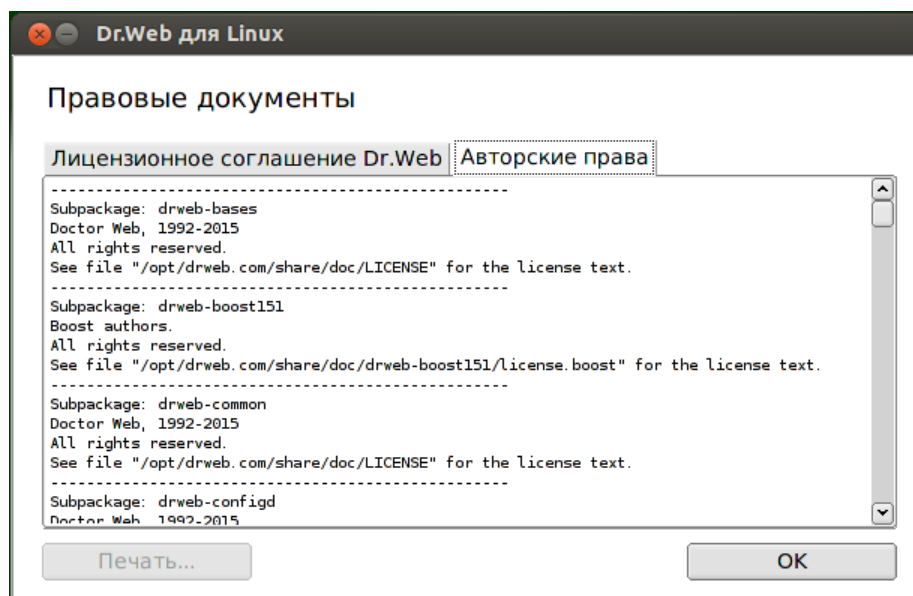 Dr.Web для Linux
Правовые документы
Лицензионное соглашение Dr.Web
Авторские права
---------------------------------------------------
Subpackage: drweb-bases
Doctor Web, 1992-2015
All rights reserved.
See file "/opt/drweb.com/share/doc/LICENSE" for the license text.
---------------------------------------------------
Subpackage: drweb-boost151
Boost authors.
All rights reserved.
See file "/opt/drweb.com/share/doc/drweb-boost151/license.boost" for the license text.
---------------------------------------------------
Subpackage: drweb-common
Doctor Web, 1992-2015
All rights reserved.
See file "/opt/drweb.com/share/doc/LICENSE" for the license text.
---------------------------------------------------
Subpackage: drweb-configd
Doctor Web, 1992-2015
Печать...
OK